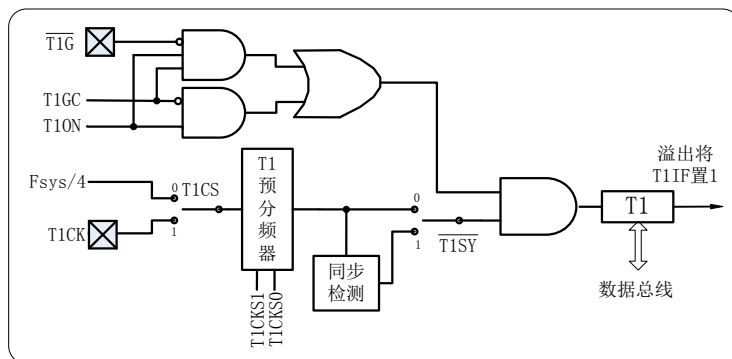 T1G
T1GC
T1ON
Fsys/4
T1CK
0
T1CS
1
T1
预
分
频
器
T1CKS1
T1CKS0
同步
检测
0
1
T1SY
溢出将
T1IF置1
T1
数据总线